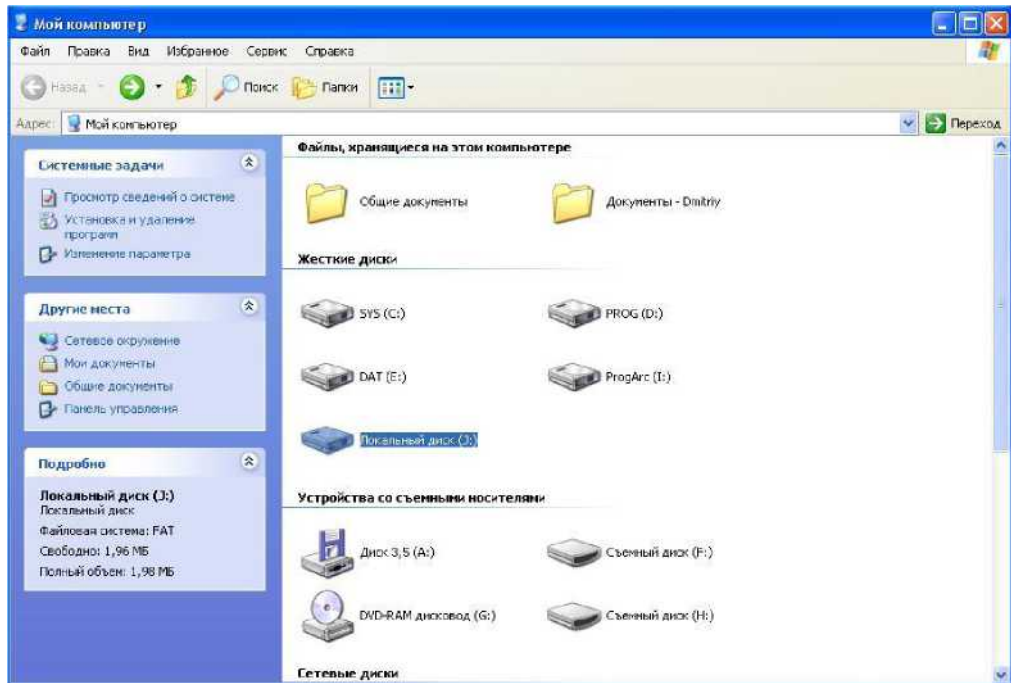 Мой компьютер
Файл Правка Вид Избранное Сервис Справка
Назад Поиск Папки
Адрес: Мой компьютер Переход
Системные задачи
Просмотр сведений о системе
Установка и удаление
программ
Изменение параметра
Другие места
Сетевое окружение
Мои документы
Общие документы
Панель управления
Подробно
Локальный диск (J:)
Локальный диск
Файловая система: FAT
Свободно: 1,96 МБ
Полный объем: 1,98 МБ
Файлы, хранящиеся на этом компьютере
Общие документы Документы - Dmitriy
Жесткие диски
SYS (C:) PROG (D:)
DAT (E:) ProgArc (I:)
Локальный диск (J:)
Устройства со съемными носителями
Диск 3,5 (A:) Съемный диск (F:)
DVD-RAM дисковод (G:) Съемный диск (H:)
Сетевые диски